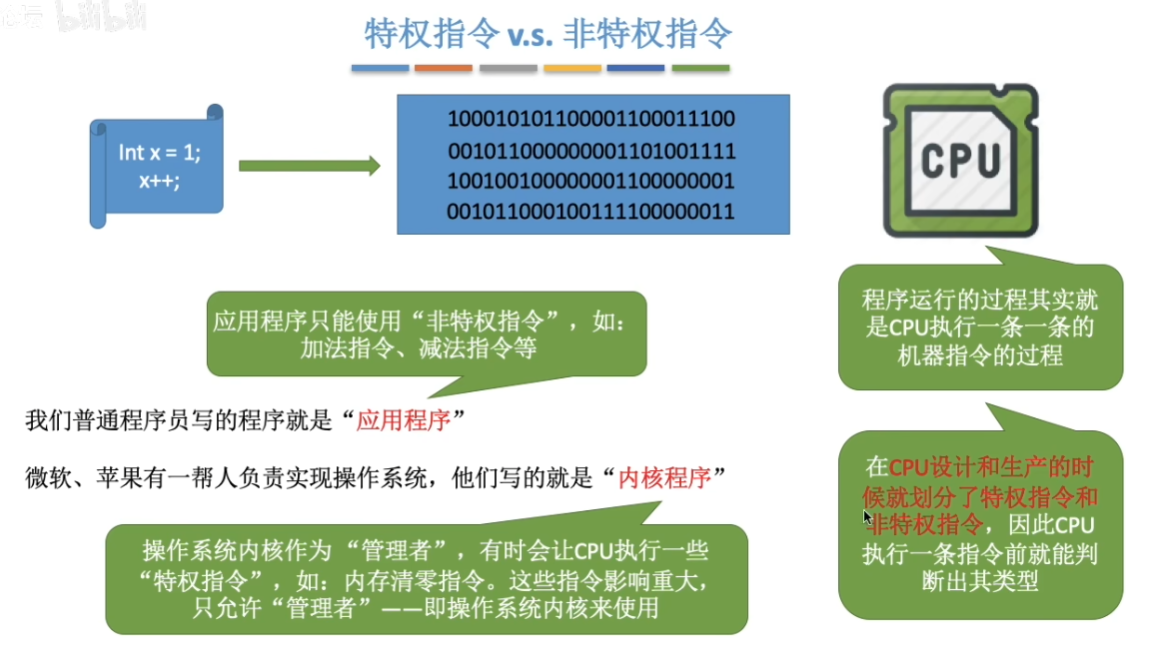 bilibili
特权指令 v.s. 非特权指令
Int x = 1;
x++;
100010101100001100011100
001011000000001101001111
100100100000001100000001
001011000100111100000011
CPU
程序运行的过程其实就
是CPU执行一条一条的
机器指令的过程
应用程序只能使用“非特权指令”，如：
加法指令、减法指令等
我们普通程序员写的程序就是“应用程序”
微软、苹果有一帮人负责实现操作系统，他们写的就是“内核程序”
在CPU设计和生产的时
候就划分了特权指令和
非特权指令，因此CPU
执行一条指令前就能判
断出其类型
操作系统内核作为 “管理者”，有时会让CPU执行一些
“特权指令”，如：内存清零指令。这些指令影响重大，
只允许“管理者”——即操作系统内核来使用